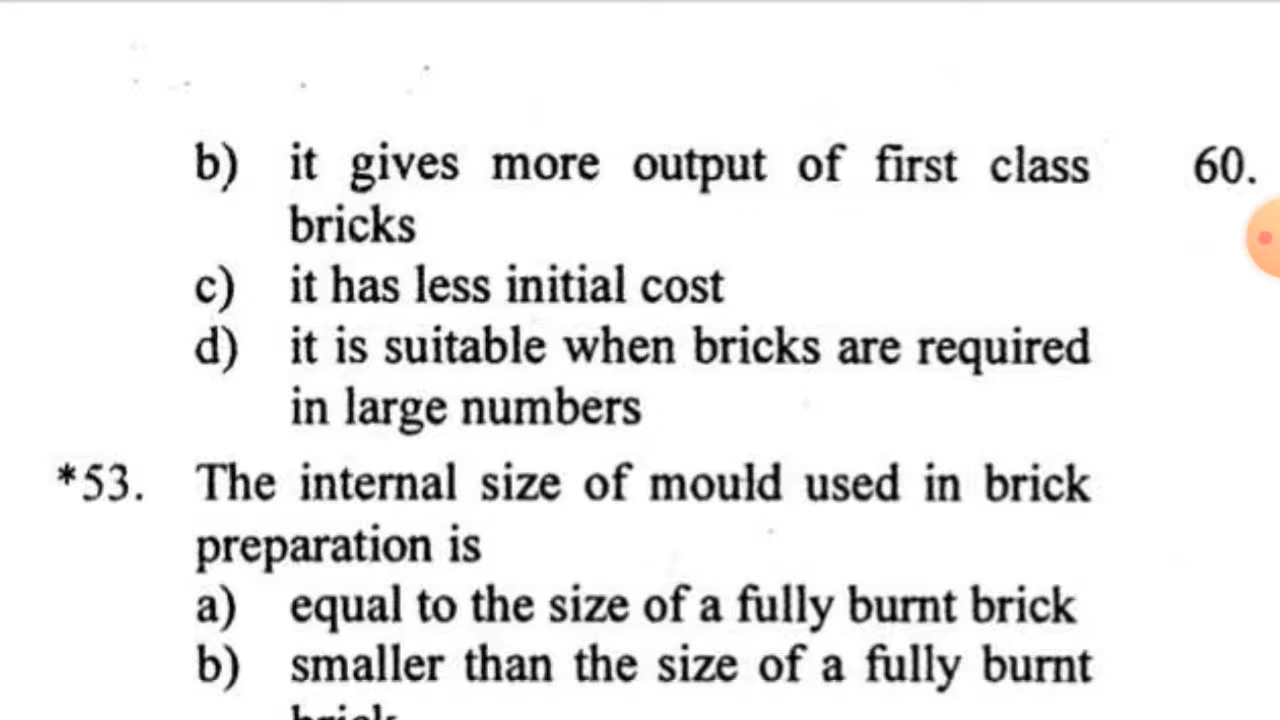 b) it gives more output of first class
bricks
c) it has less initial cost
d) it is suitable when bricks are required
in large numbers
*53. The internal size of mould used in brick
preparation is
a) equal to the size of a fully burnt brick
b) smaller than the size of a fully burnt
brick
60.